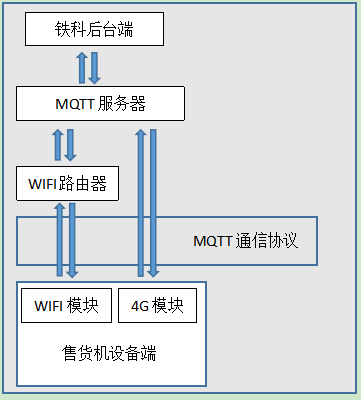 铁科后台端
MQTT 服务器
WIFI 路由器
MQTT 通信协议
WIFI 模块
4G 模块
售货机设备端